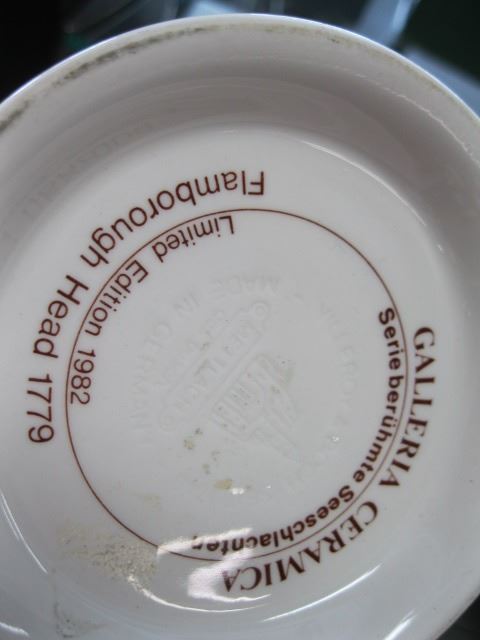 GALLERIA CERAMICA
Serie berühmte Seeschlachten
Flamborough Head 1779
Limited Edition 1982
MADE IN GERMANY